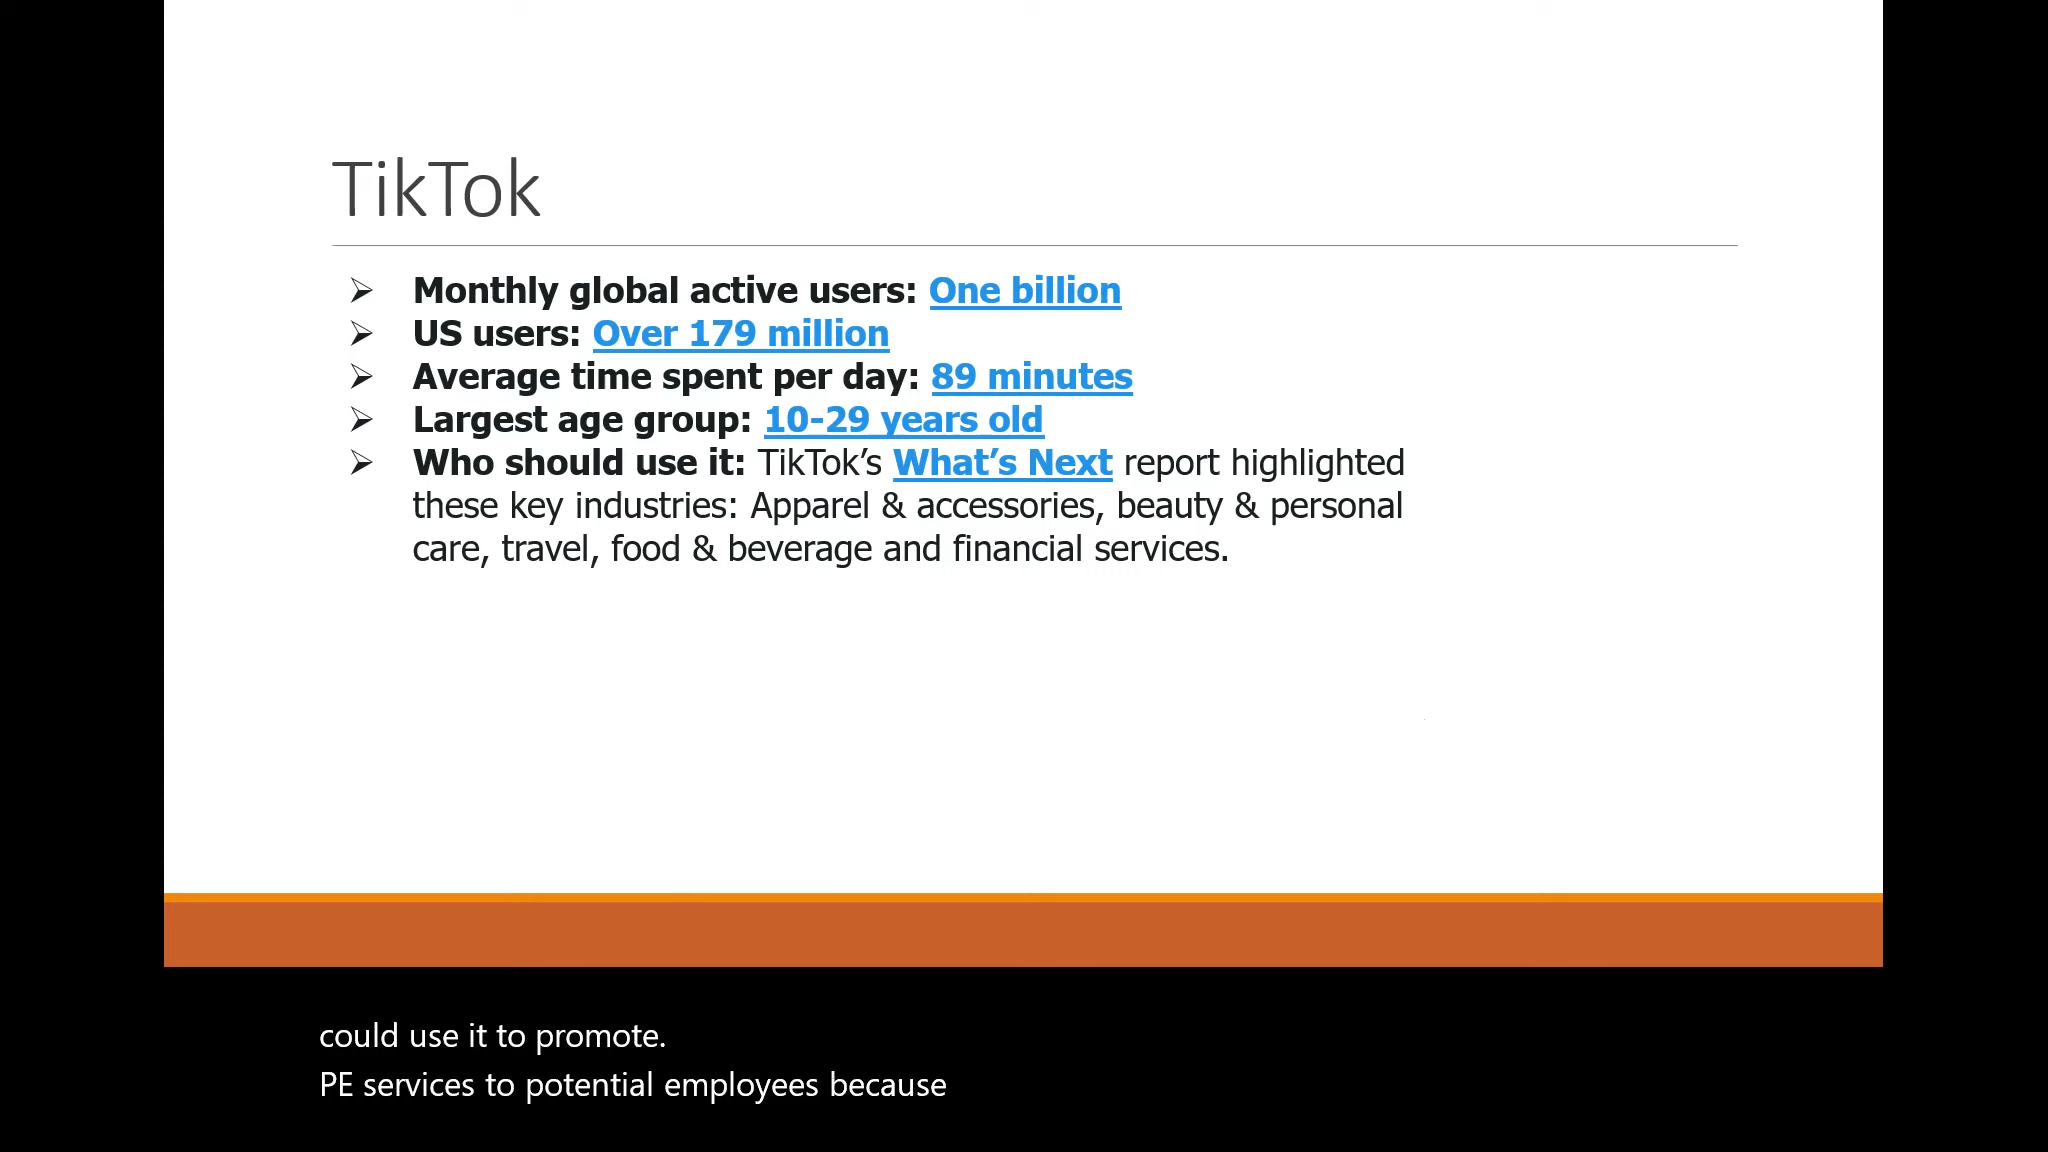 TikTok
➢ Monthly global active users: One billion
➢ US users: Over 179 million
➢ Average time spent per day: 89 minutes
➢ Largest age group: 10-29 years old
➢ Who should use it: TikTok’s What’s Next report highlighted
these key industries: Apparel & accessories, beauty & personal
care, travel, food & beverage and financial services.
could use it to promote.
PE services to potential employees because